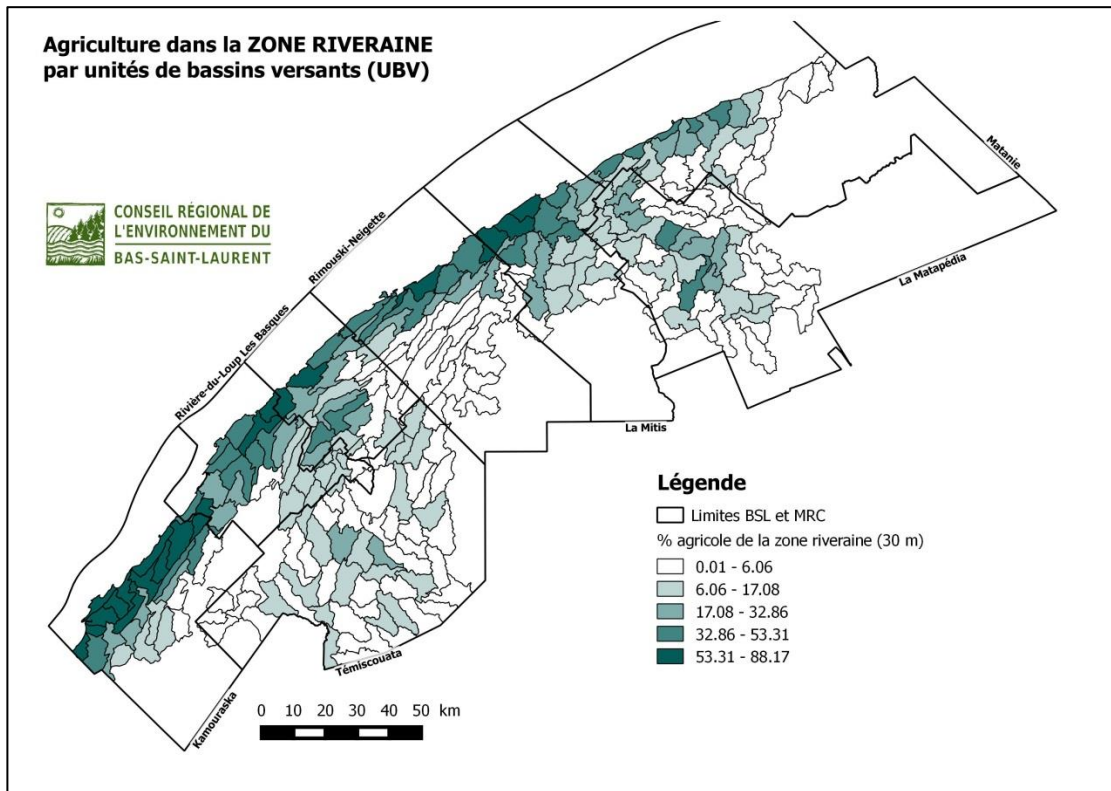 Agriculture dans la ZONE RIVERAINE
par unités de bassins versants (UBV)
CONSEIL RÉGIONAL DE
L'ENVIRONNEMENT DU
BAS-SAINT-LAURENT
Matanie
Rimouski-Neigette
La Matapédia
Les Basques
Rivière-du-Loup
La Mitis
Témiscouata
Kamouraska
Légende
Limites BSL et MRC
% agricole de la zone riveraine (30 m)
0.01 - 6.06
6.06 - 17.08
17.08 - 32.86
32.86 - 53.31
53.31 - 88.17
0 10 20 30 40 50 km